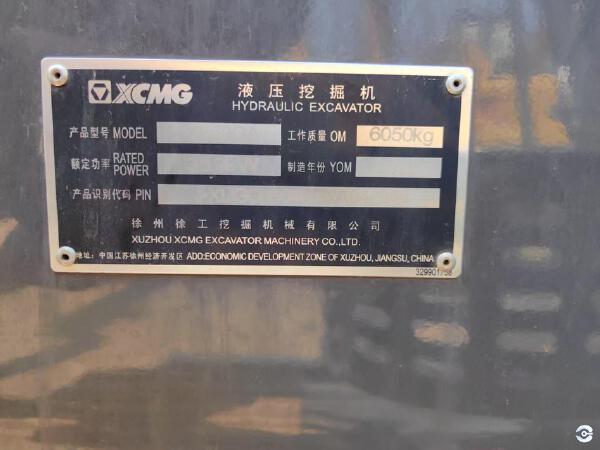 XCMG
液压挖掘机
HYDRAULIC EXCAVATOR
产品型号 MODEL
工作质量 OM 6050kg
额定功率 RATED POWER
制造年份 YOM
产品识别代码 PIN
徐州徐工挖掘机械有限公司
XUZHOU XCMG EXCAVATOR MACHINERY CO.,LTD.
地址：中国江苏徐州经济开发区 ADD:ECONOMIC DEVELOPMENT ZONE OF XUZHOU, JIANGSU, CHINA
329901758